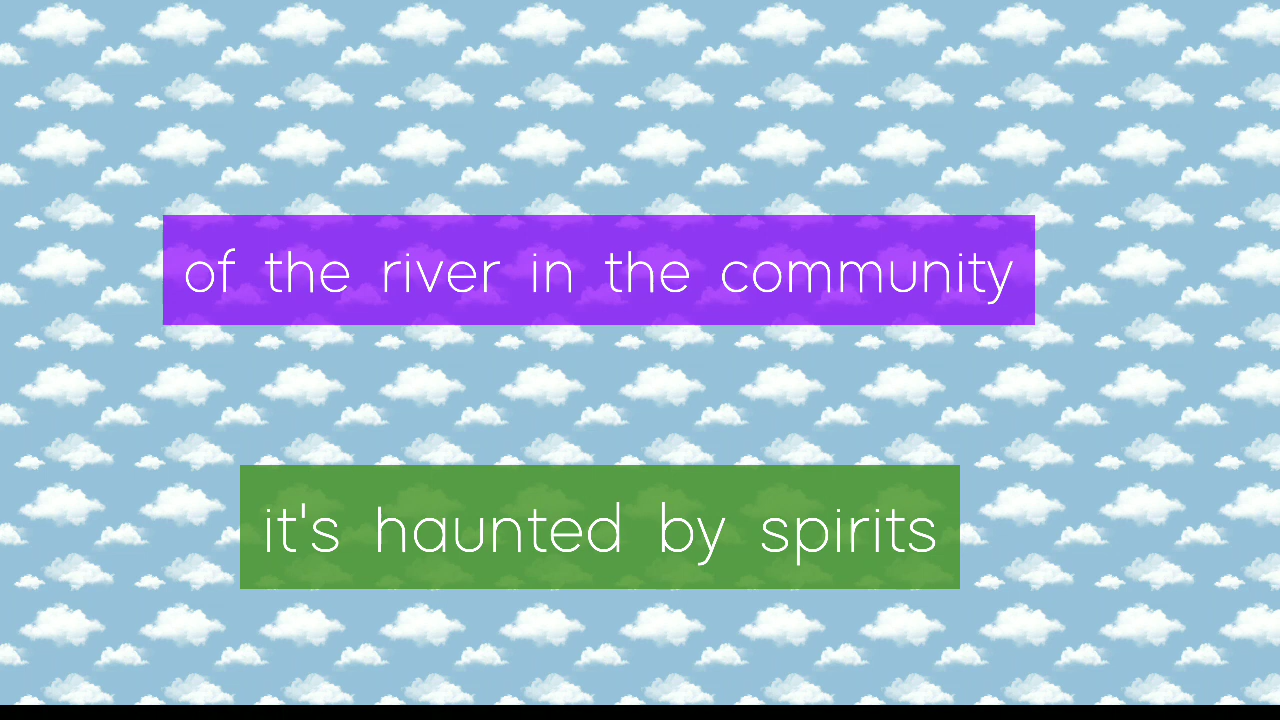 of the river in the community
it's haunted by spirits